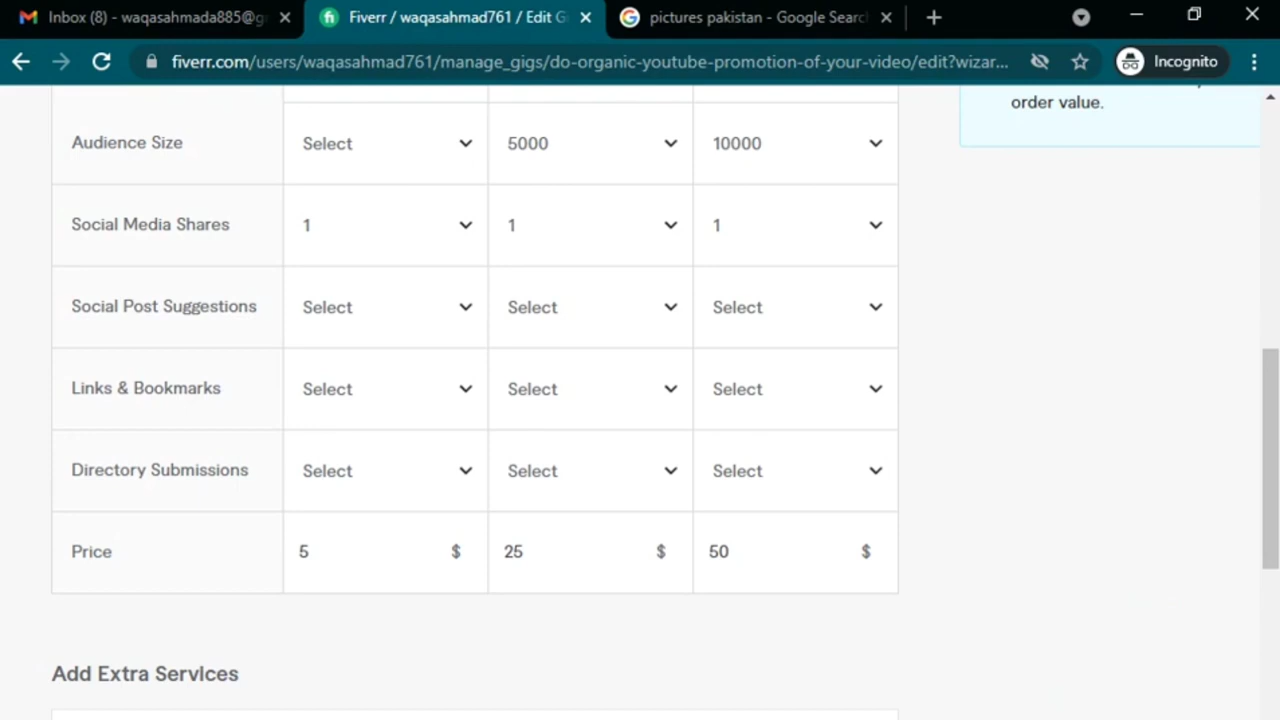 Inbox (8) - waqasahmada885@g
Fiverr / waqasahmad761 / Edit G
pictures pakistan - Google Searc
fiverr.com/users/waqasahmad761/manage_gigs/do-organic-youtube-promotion-of-your-video/edit?wizar...
Incognito
order value.
Audience Size Select 5000 10000
Social Media Shares 1 1 1
Social Post Suggestions Select Select Select
Links & Bookmarks Select Select Select
Directory Submissions Select Select Select
Price 5 $ 25 $ 50 $
Add Extra Services